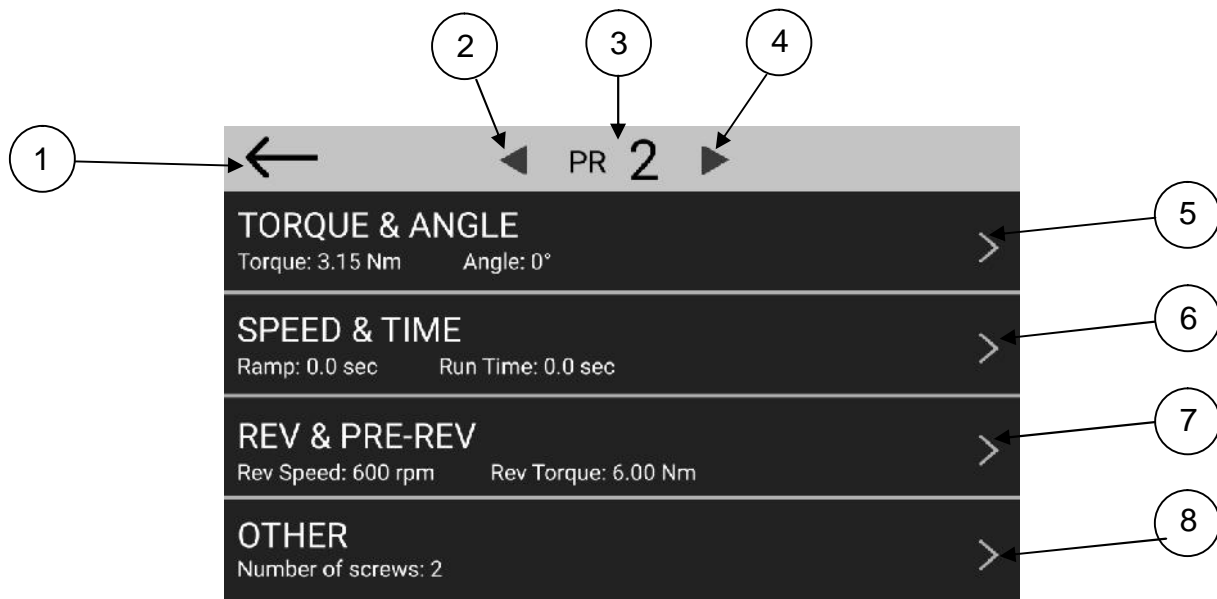 2 3 4
1
PR 2
TORQUE & ANGLE
Torque: 3.15 Nm Angle: 0°
5
SPEED & TIME
Ramp: 0.0 sec Run Time: 0.0 sec
6
REV & PRE-REV
Rev Speed: 600 rpm Rev Torque: 6.00 Nm
7
OTHER
Number of screws: 2
8